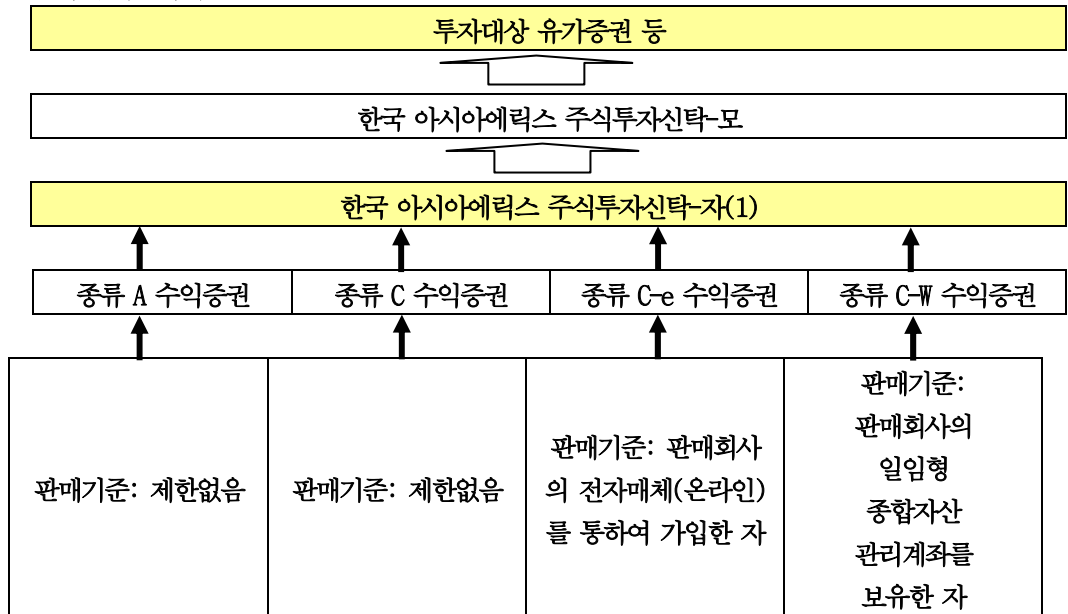 투자대상 유가증권 등
한국 아시아에릭스 주식투자신탁-모
한국 아시아에릭스 주식투자신탁-자(1)
종류 A 수익증권
종류 C 수익증권
종류 C-e 수익증권
종류 C-W 수익증권
판매기준: 제한없음
판매기준: 제한없음
판매기준: 판매회사
의 전자매체(온라인)
를 통하여 가입한 자
판매기준:
판매회사의
일임형
종합자산
관리계좌를
보유한 자